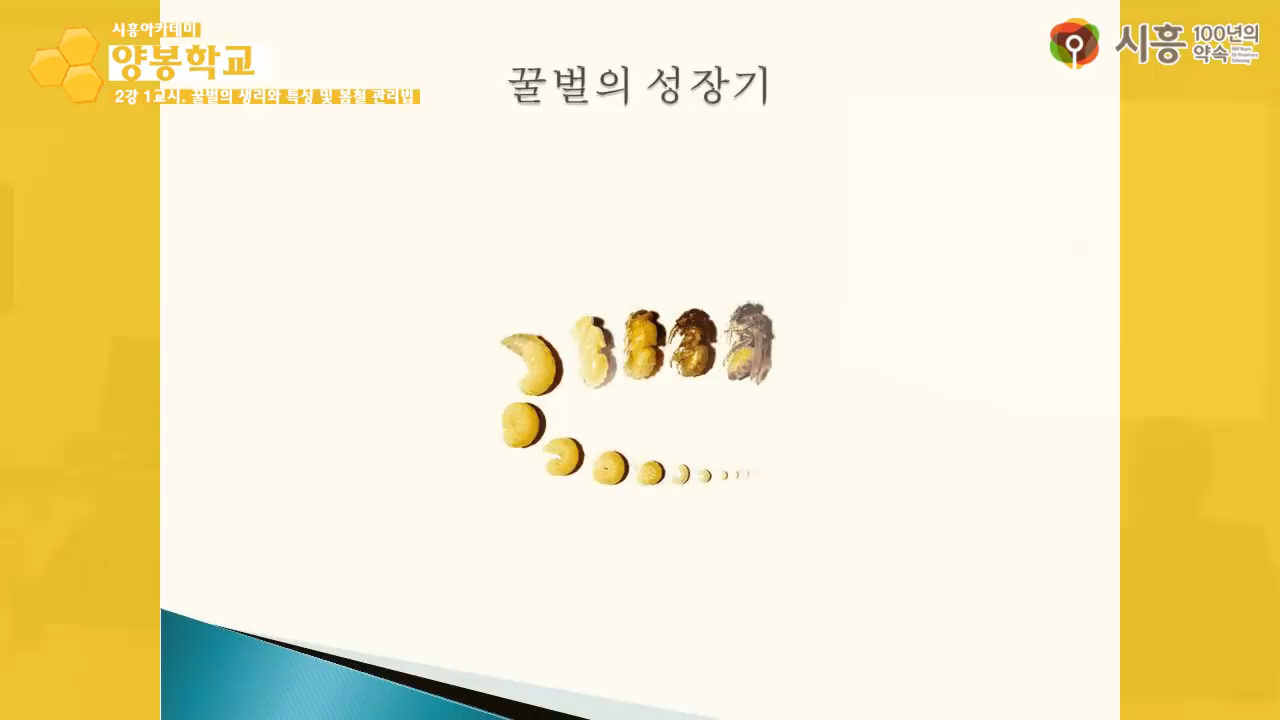 시흥아카데미
양봉학교
2강 1교시. 꿀벌의 생리와 특성 및 봄철 관리법
꿀벌의 성장기
시흥 100년의
약속